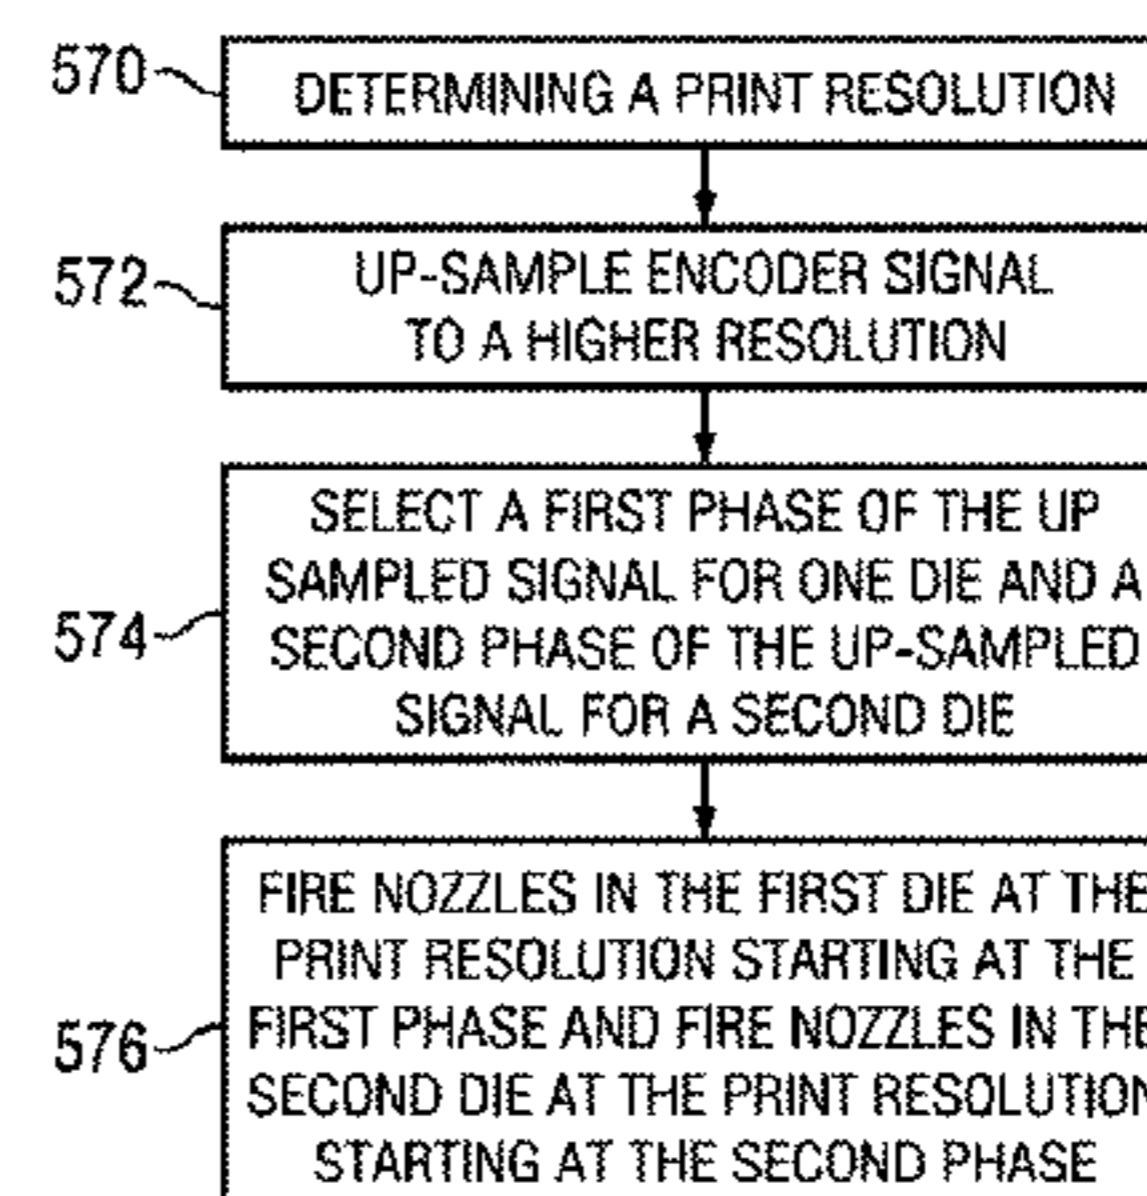 570
DETERMINING A PRINT RESOLUTION
572
UP-SAMPLE ENCODER SIGNAL
TO A HIGHER RESOLUTION
574
SELECT A FIRST PHASE OF THE UP
SAMPLED SIGNAL FOR ONE DIE AND A
SECOND PHASE OF THE UP-SAMPLED
SIGNAL FOR A SECOND DIE
576
FIRE NOZZLES IN THE FIRST DIE AT THE
PRINT RESOLUTION STARTING AT THE
FIRST PHASE AND FIRE NOZZLES IN THE
SECOND DIE AT THE PRINT RESOLUTION
STARTING AT THE SECOND PHASE